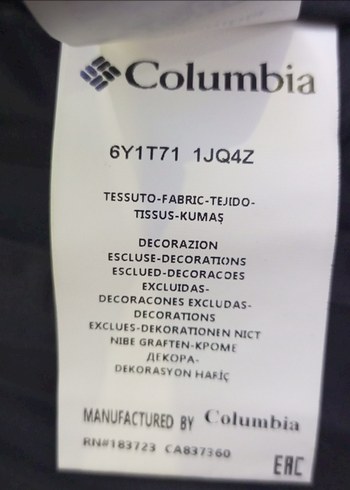 Columbia
6Y1T71 1JQ4Z
TESSUTO-FABRIC-TEJIDO-
TISSUS-KUMAŞ
DECORAZION
ESCLUSE-DECORATIONS
ESCLUED-DECORACOES
EXCLUIDAS-
DECORACONES EXCLUDAS-
DECORATIONS
EXCLUES-DEKORATIONEN NICT
NIBE GRAFTEN-КРОМЕ
ДЕКОРА-
DEKORASYON HARİÇ
MANUFACTURED BY Columbia
RN#183723 CA837360
EAC